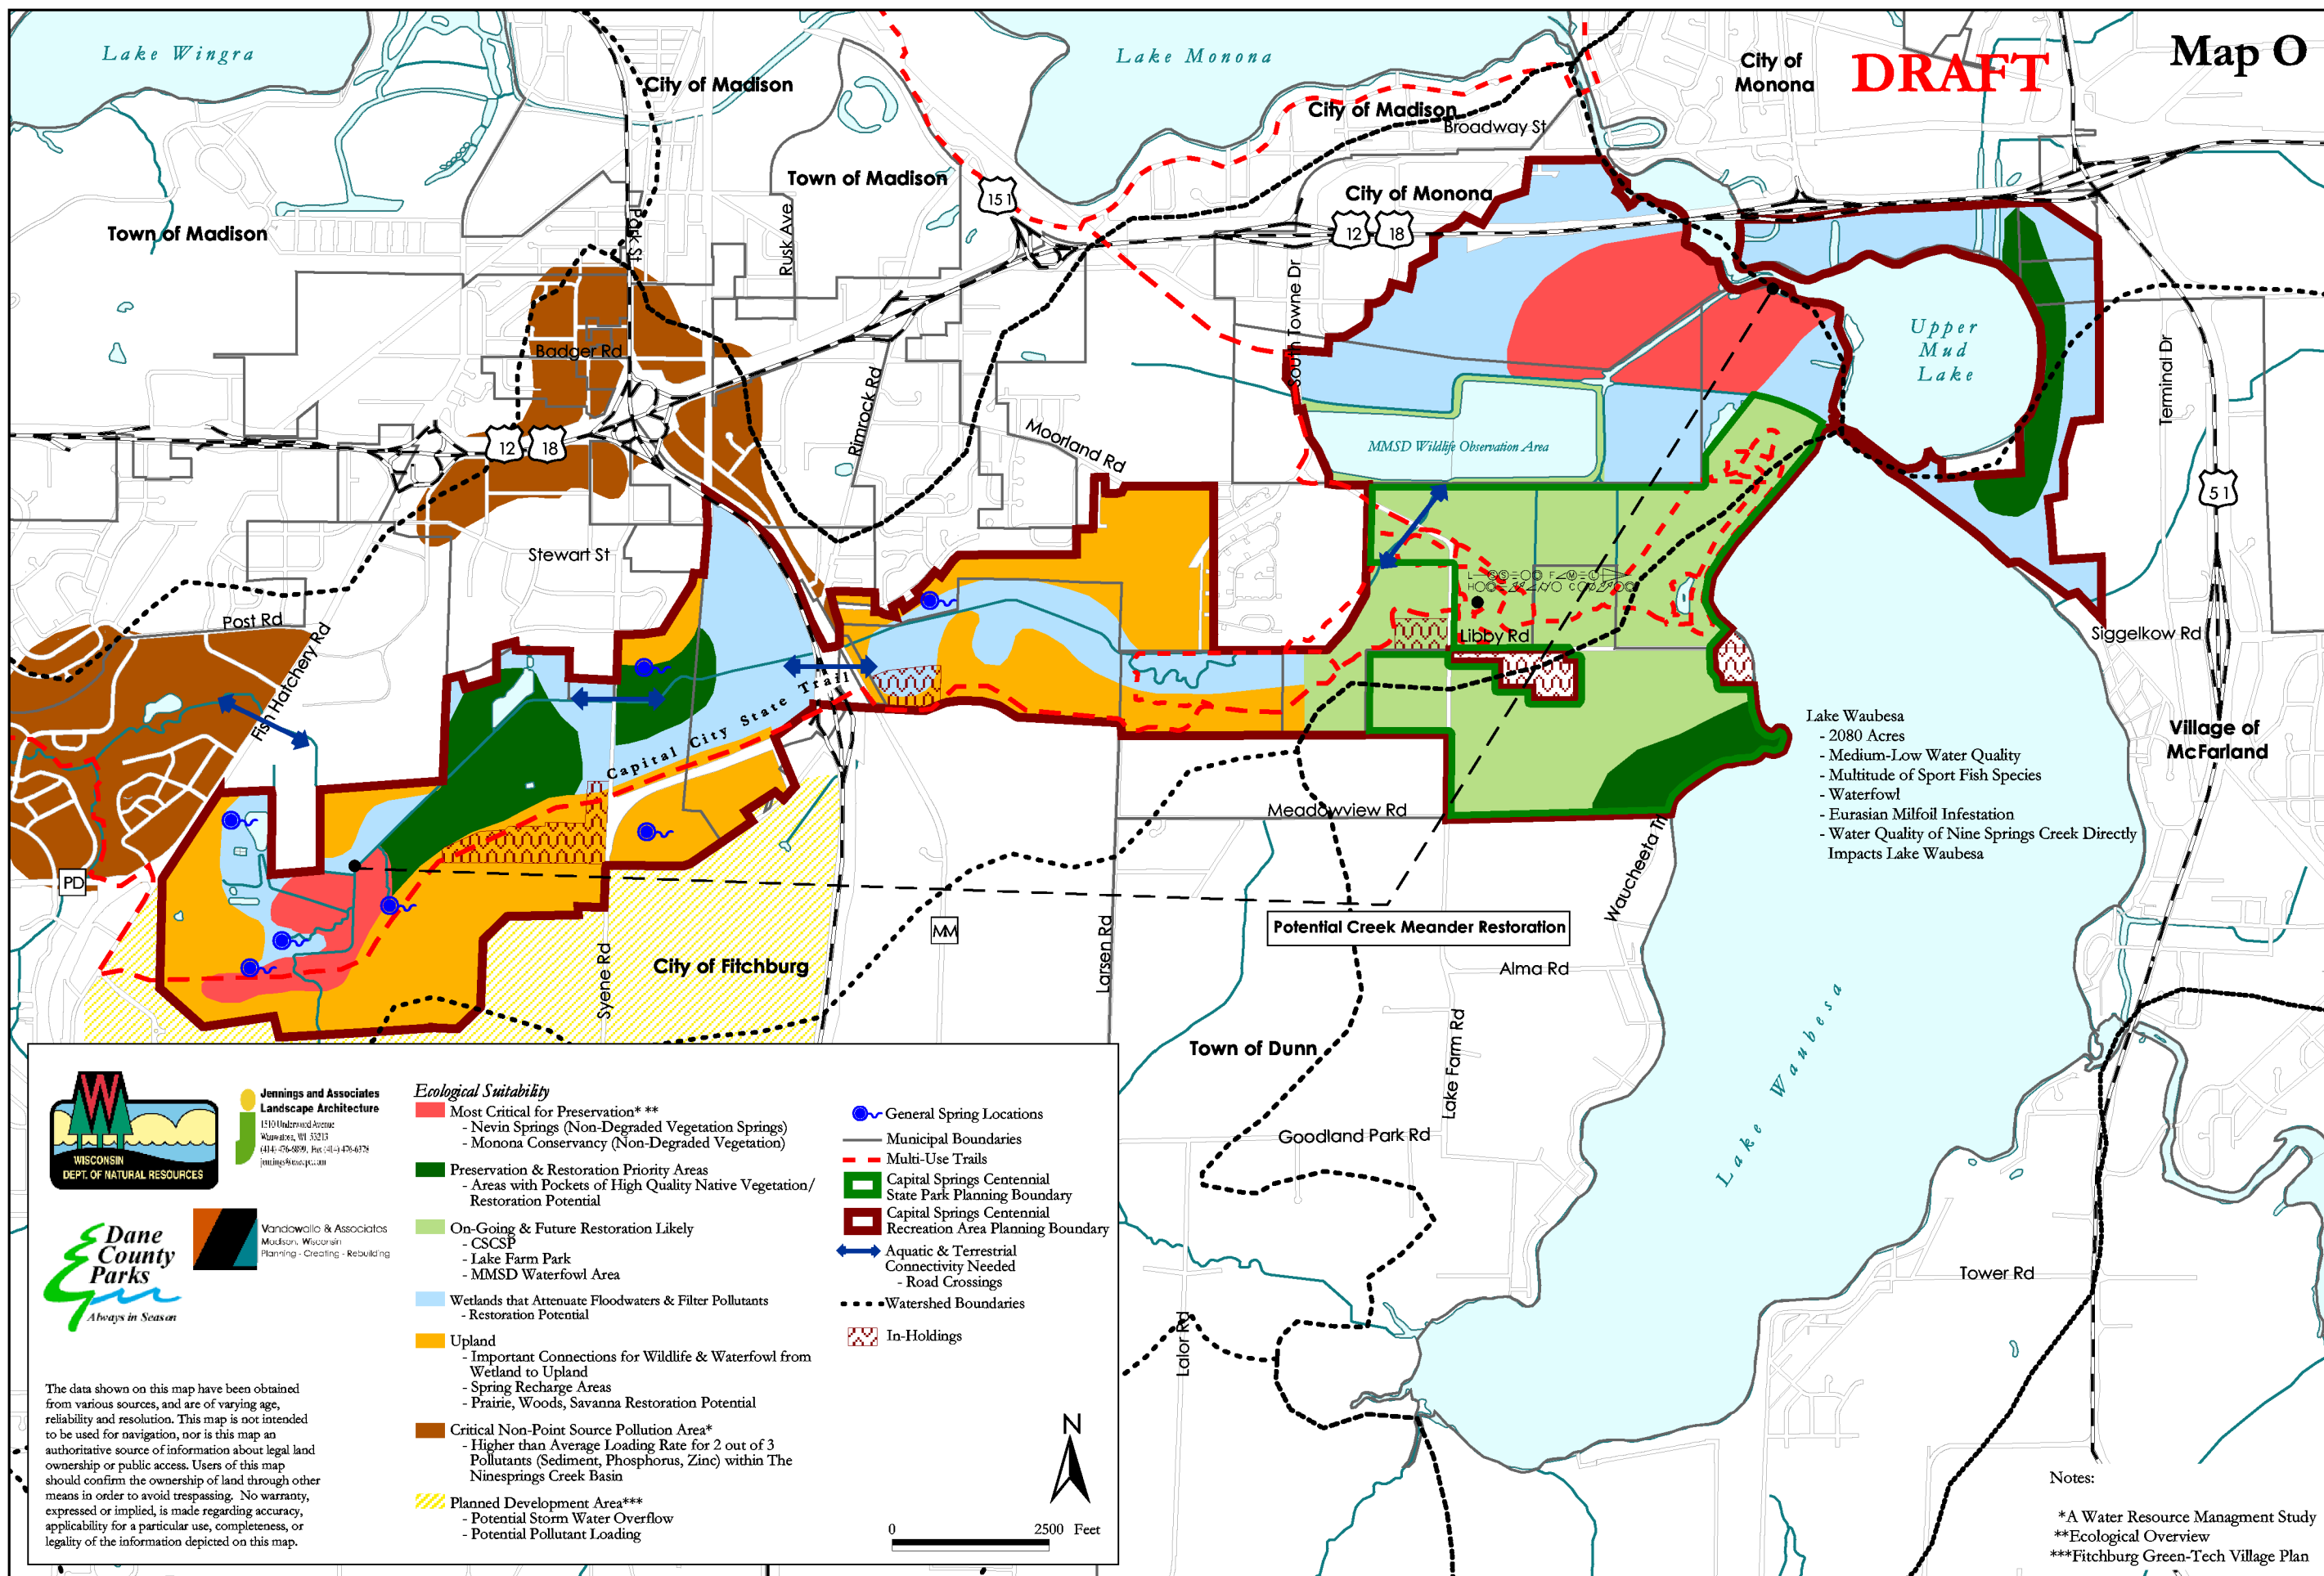 Map O
DRAFT
Lake Wingra
Lake Monona
City of Madison
City of
Monona
City of Madison
Broadway St
Town of Madison
151
City of Monona
Town of Madison
Park St
Rusk Ave
12
18
South Towne Dr
Upper
Mud
Lake
Terminal Dr
Badger Rd
Rimrock Rd
Moorland Rd
12
18
MMSD Wildlife Observation Area
51
Stewart St
Post Rd
Fish Hatchery Rd
Libby Rd
Siggelkow Rd
Capital City State Trail
Lake Waubesa
- 2080 Acres
- Medium-Low Water Quality
- Multitude of Sport Fish Species
- Waterfowl
- Eurasian Milfoil Infestation
- Water Quality of Nine Springs Creek Directly
Impacts Lake Waubesa
Village of
McFarland
Meadowview Rd
Waucheeta Tr
PD
MM
Potential Creek Meander Restoration
Larsen Rd
Syene Rd
City of Fitchburg
Alma Rd
Town of Dunn
Lake Farm Rd
Lake Waubesa
Goodland Park Rd
Tower Rd
Lalor Rd
WISCONSIN
DEPT. OF NATURAL RESOURCES
Jennings and Associates
Landscape Architecture
1510 Underwood Avenue
Wauwatosa, WI 53213
Dane
County
Parks
Always in Season
Vandewalle & Associates
Madison, Wisconsin
Planning - Creating - Rebuilding
The data shown on this map have been obtained
from various sources, and are of varying age,
reliability and resolution. This map is not intended
to be used for navigation, nor is this map an
authoritative source of information about legal land
ownership or public access. Users of this map
should confirm the ownership of land through other
means in order to avoid trespassing. No warranty,
expressed or implied, is made regarding accuracy,
applicability for a particular use, completeness, or
legality of the information depicted on this map.
Ecological Suitability
Most Critical for Preservation* **
- Nevin Springs (Non-Degraded Vegetation Springs)
- Monona Conservancy (Non-Degraded Vegetation)
Preservation & Restoration Priority Areas
- Areas with Pockets of High Quality Native Vegetation/
Restoration Potential
On-Going & Future Restoration Likely
- CSCSP
- Lake Farm Park
- MMSD Waterfowl Area
Wetlands that Attenuate Floodwaters & Filter Pollutants
- Restoration Potential
Upland
- Important Connections for Wildlife & Waterfowl from
Wetland to Upland
- Spring Recharge Areas
- Prairie, Woods, Savanna Restoration Potential
Critical Non-Point Source Pollution Area*
- Higher than Average Loading Rate for 2 out of 3
Pollutants (Sediment, Phosphorus, Zinc) within The
Ninesprings Creek Basin
Planned Development Area***
- Potential Storm Water Overflow
- Potential Pollutant Loading
General Spring Locations
Municipal Boundaries
Multi-Use Trails
Capital Springs Centennial
State Park Planning Boundary
Capital Springs Centennial
Recreation Area Planning Boundary
Aquatic & Terrestrial
Connectivity Needed
- Road Crossings
Watershed Boundaries
In-Holdings
N
0 2500 Feet
Notes:
*A Water Resource Managment Study
**Ecological Overview
***Fitchburg Green-Tech Village Plan